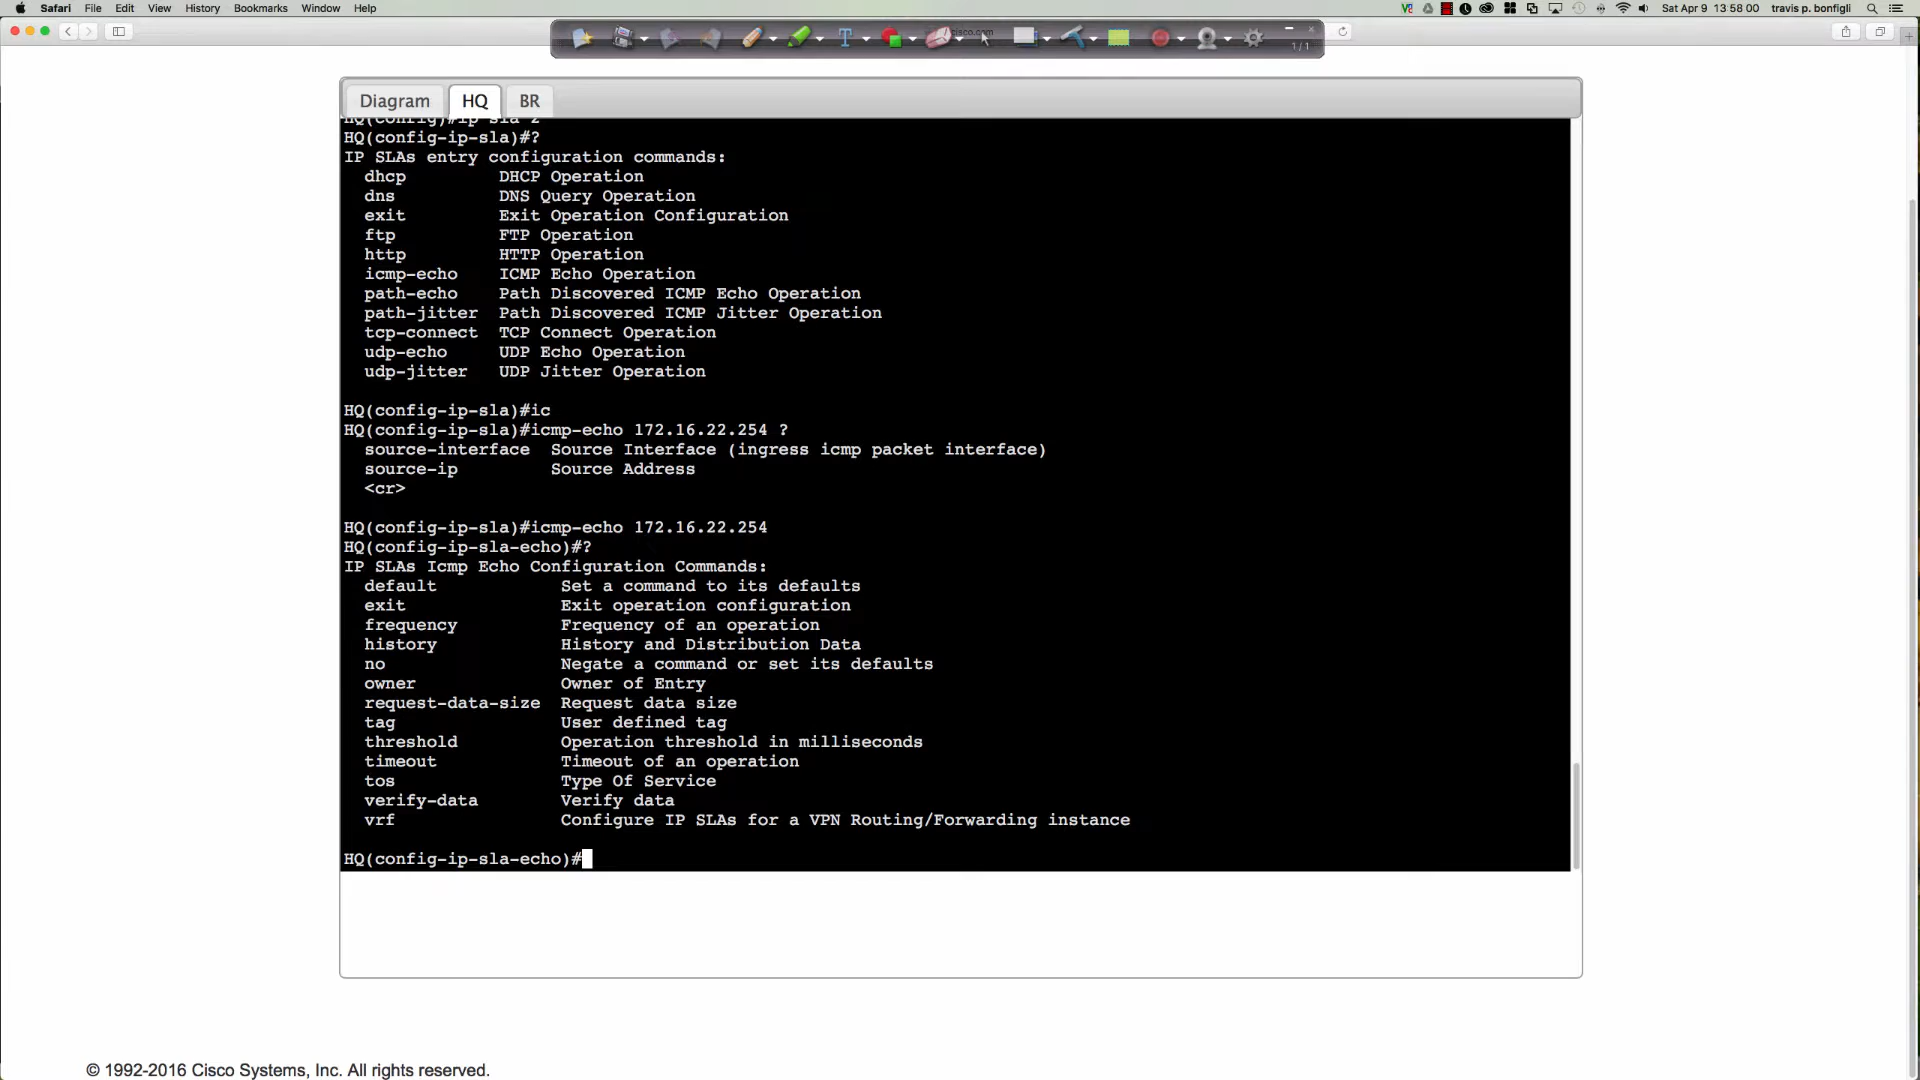 Safari File Edit View History Bookmarks Window Help Sat Apr 9 13 58 00 travis p. bonfigli
cisco.com
1/1
Diagram HQ BR
HQ(config)#ip sla 2
HQ(config-ip-sla)#?
IP SLAs entry configuration commands:
dhcp DHCP Operation
dns DNS Query Operation
exit Exit Operation Configuration
ftp FTP Operation
http HTTP Operation
icmp-echo ICMP Echo Operation
path-echo Path Discovered ICMP Echo Operation
path-jitter Path Discovered ICMP Jitter Operation
tcp-connect TCP Connect Operation
udp-echo UDP Echo Operation
udp-jitter UDP Jitter Operation
HQ(config-ip-sla)#ic
HQ(config-ip-sla)#icmp-echo 172.16.22.254 ?
source-interface Source Interface (ingress icmp packet interface)
source-ip Source Address
<cr>
HQ(config-ip-sla)#icmp-echo 172.16.22.254
HQ(config-ip-sla-echo)#?
IP SLAs Icmp Echo Configuration Commands:
default Set a command to its defaults
exit Exit operation configuration
frequency Frequency of an operation
history History and Distribution Data
no Negate a command or set its defaults
owner Owner of Entry
request-data-size Request data size
tag User defined tag
threshold Operation threshold in milliseconds
timeout Timeout of an operation
tos Type Of Service
verify-data Verify data
vrf Configure IP SLAs for a VPN Routing/Forwarding instance
HQ(config-ip-sla-echo)#
© 1992-2016 Cisco Systems, Inc. All rights reserved.